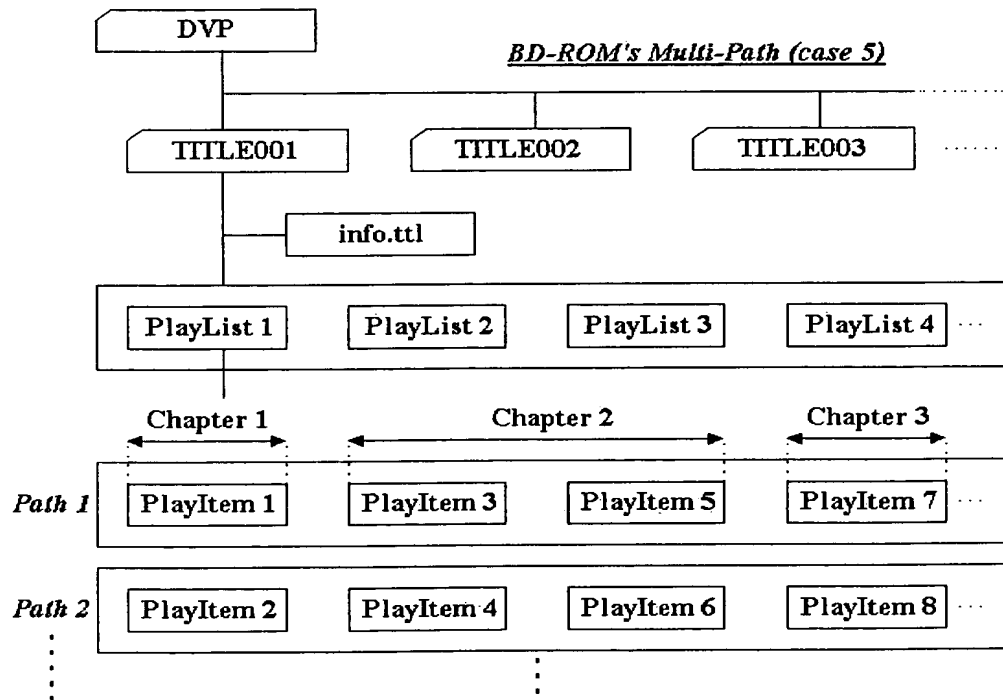 DVP
BD-ROM's Multi-Path (case 5)
TITLE001 TITLE002 TITLE003
info.ttl
PlayList 1 PlayList 2 PlayList 3 PlayList 4
Chapter 1 Chapter 2 Chapter 3
Path 1 PlayItem 1 PlayItem 3 PlayItem 5 PlayItem 7
Path 2 PlayItem 2 PlayItem 4 PlayItem 6 PlayItem 8